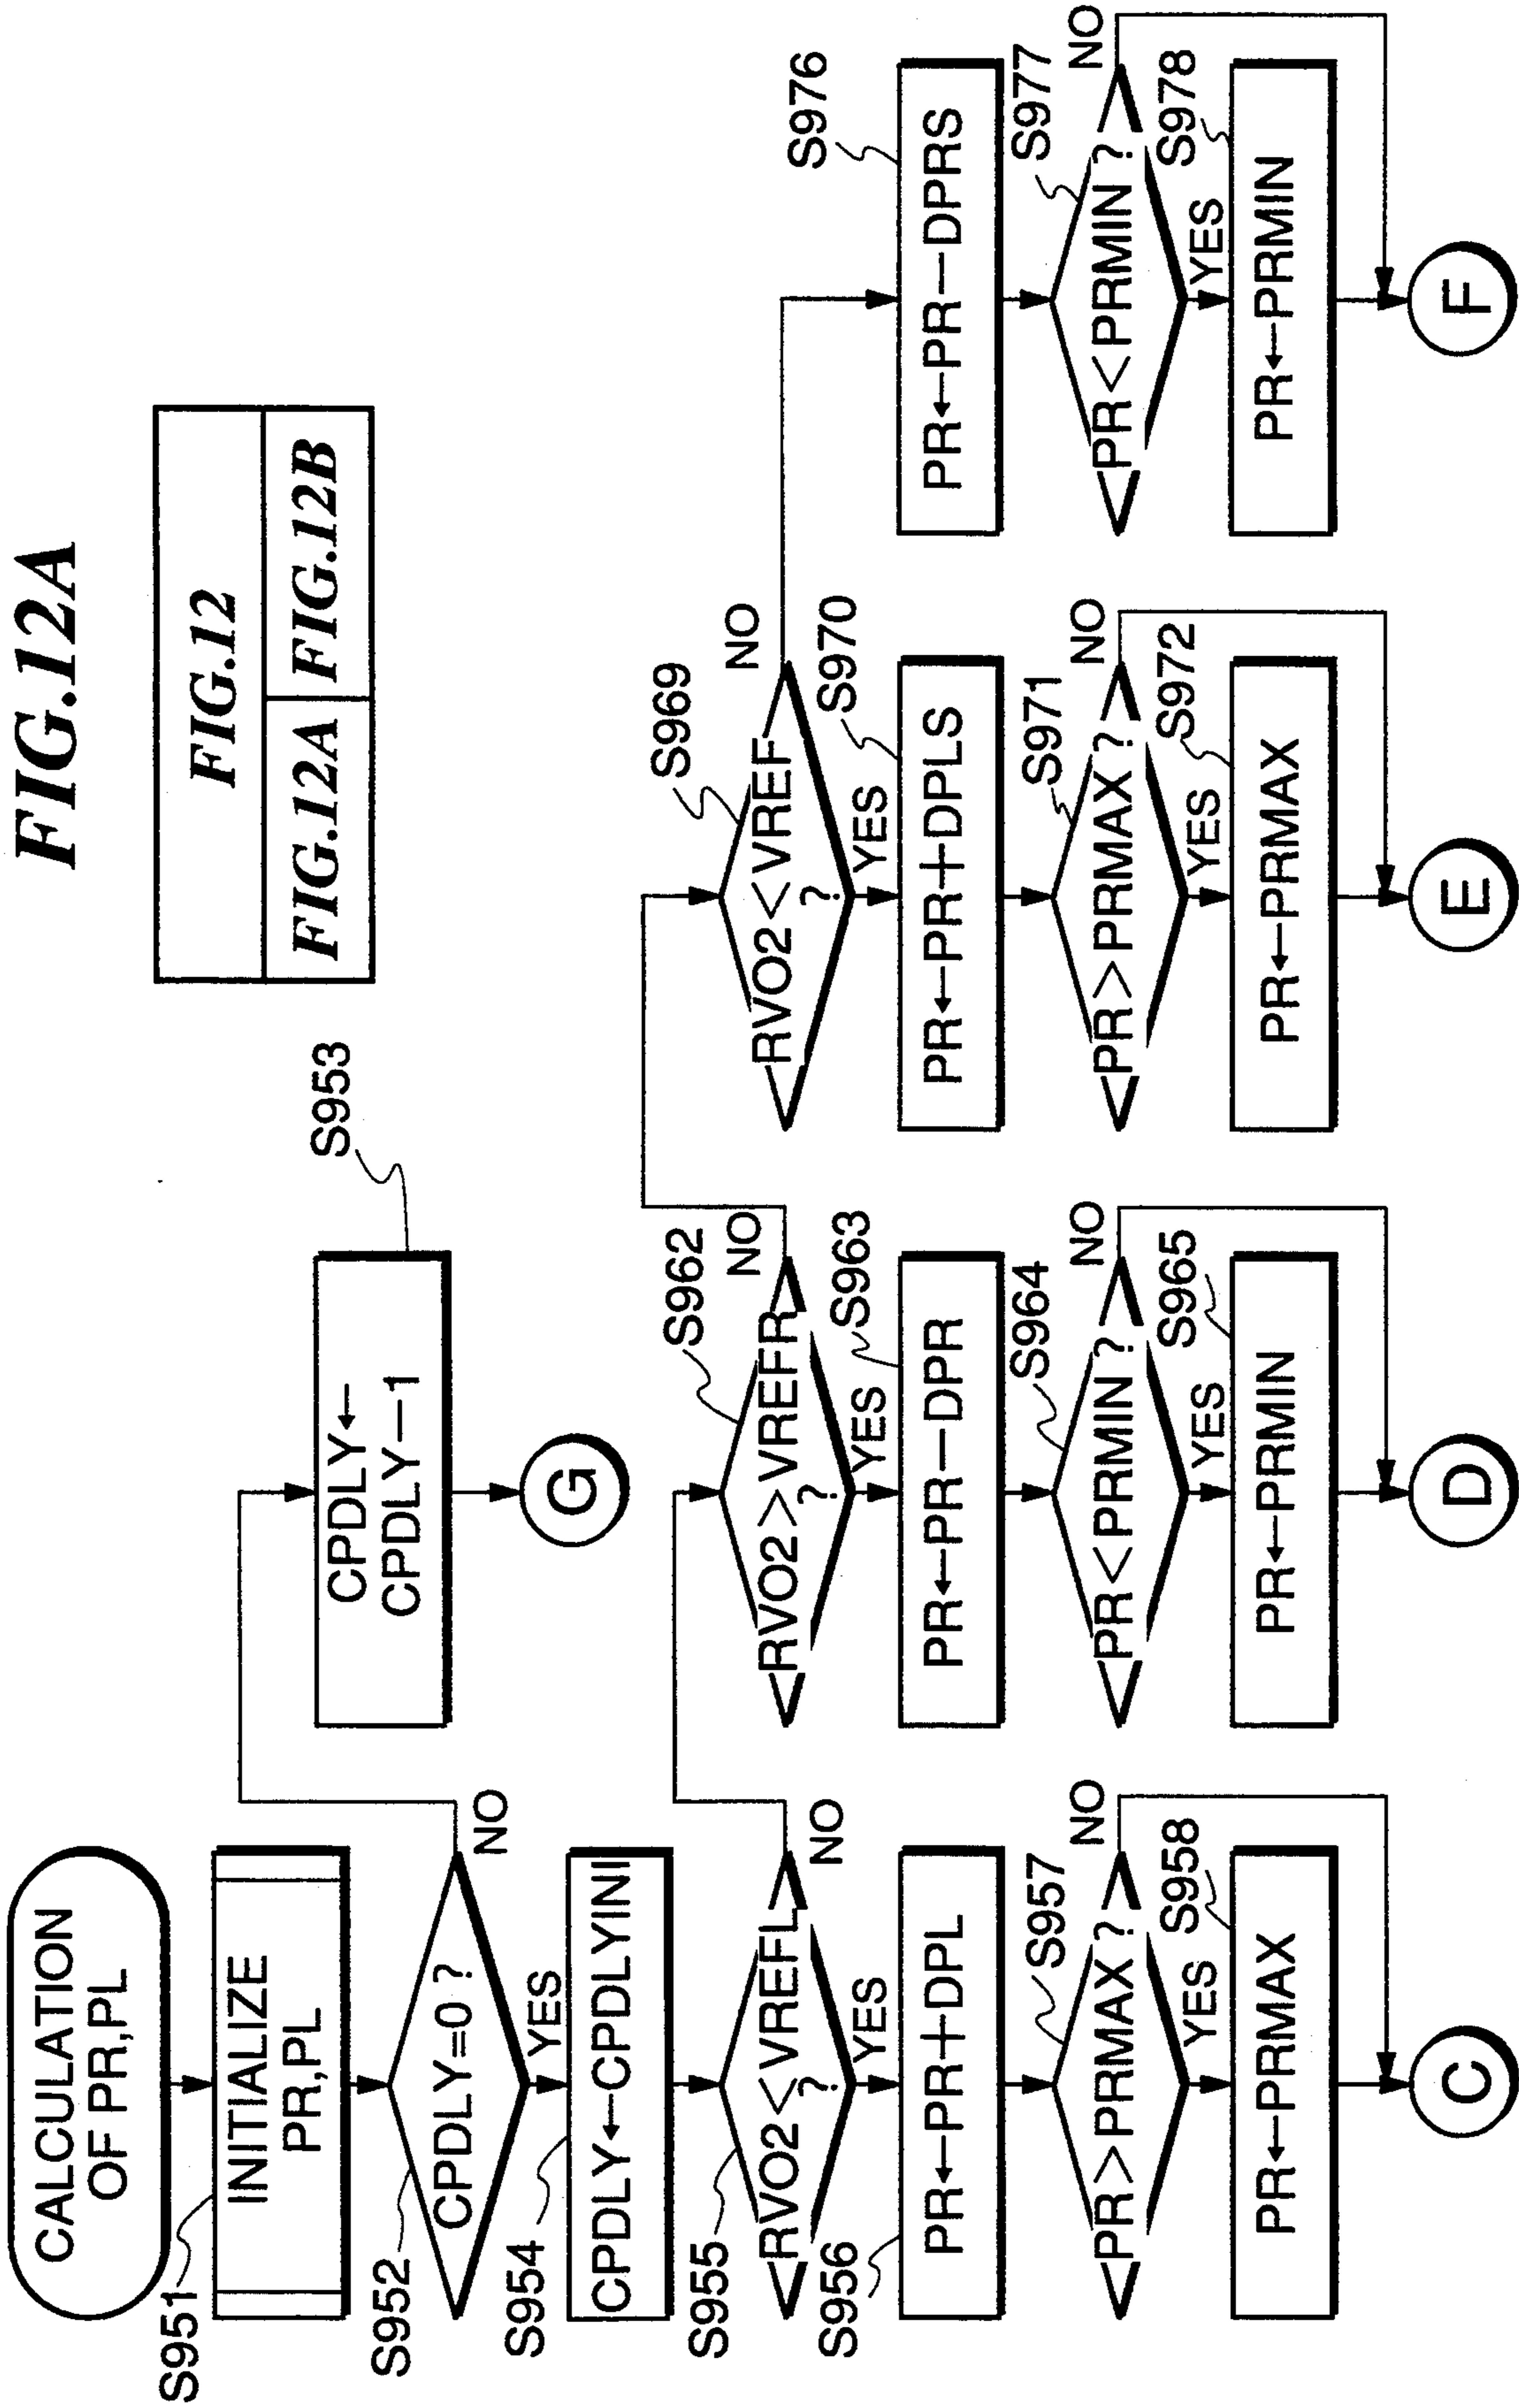 FIG.12A
FIG.12
FIG.12A
FIG.12B
CALCULATION
OF PR,PL
S951
INITIALIZE
PR,PL
S952
CPDLY=0 ?
NO
YES
S953
CPDLY←
CPDLY—1
G
S954
CPDLY←CPDLYINI
S955
RVO2<VREFL
?
NO
YES
S956
PR←PR+DPL
S957
PR>PRMAX ?
NO
YES
S958
PR←PRMAX
C
S962
RVO2>VREFR
?
NO
YES
S963
PR←PR—DPR
S964
PR<PRMIN ?
NO
YES
S965
PR←PRMIN
D
S969
RVO2<VREF
?
NO
YES
S970
PR←PR+DPLS
S971
PR>PRMAX ?
NO
YES
S972
PR←PRMAX
E
S976
PR←PR—DPRS
S977
PR<PRMIN ?
NO
YES
S978
PR←PRMIN
F